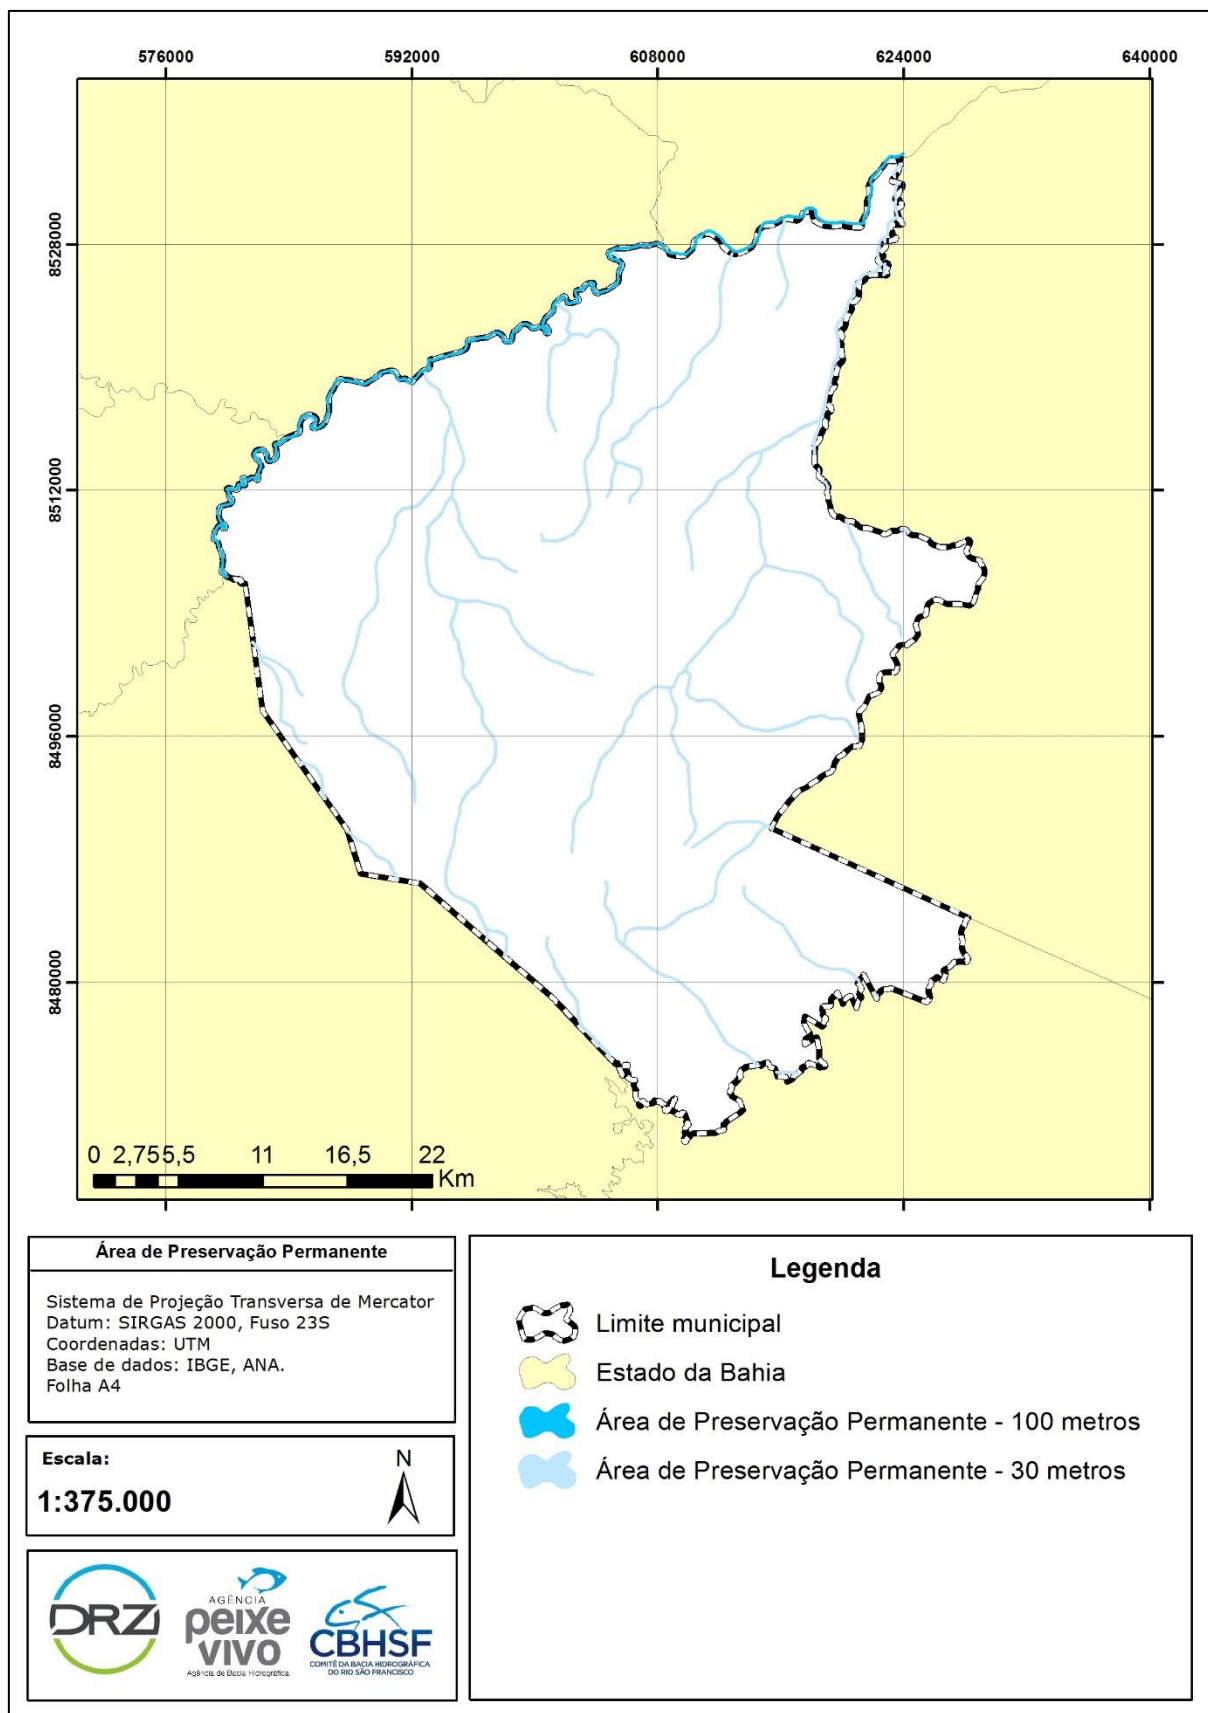 576000 592000 608000 624000 640000
8528000
8512000
8496000
8480000
0 2,75 5,5 11 16,5 22
Km
Área de Preservação Permanente
Sistema de Projeção Transversa de Mercator
Datum: SIRGAS 2000, Fuso 23S
Coordenadas: UTM
Base de dados: IBGE, ANA.
Folha A4
Escala:
1:375.000
N
DRZ
AGÊNCIA
peixe
vivo
Agência de Bacia Hidrográfica
CBHSF
COMITÊ DA BACIA HIDROGRÁFICA
DO RIO SÃO FRANCISCO
Legenda
Limite municipal
Estado da Bahia
Área de Preservação Permanente - 100 metros
Área de Preservação Permanente - 30 metros